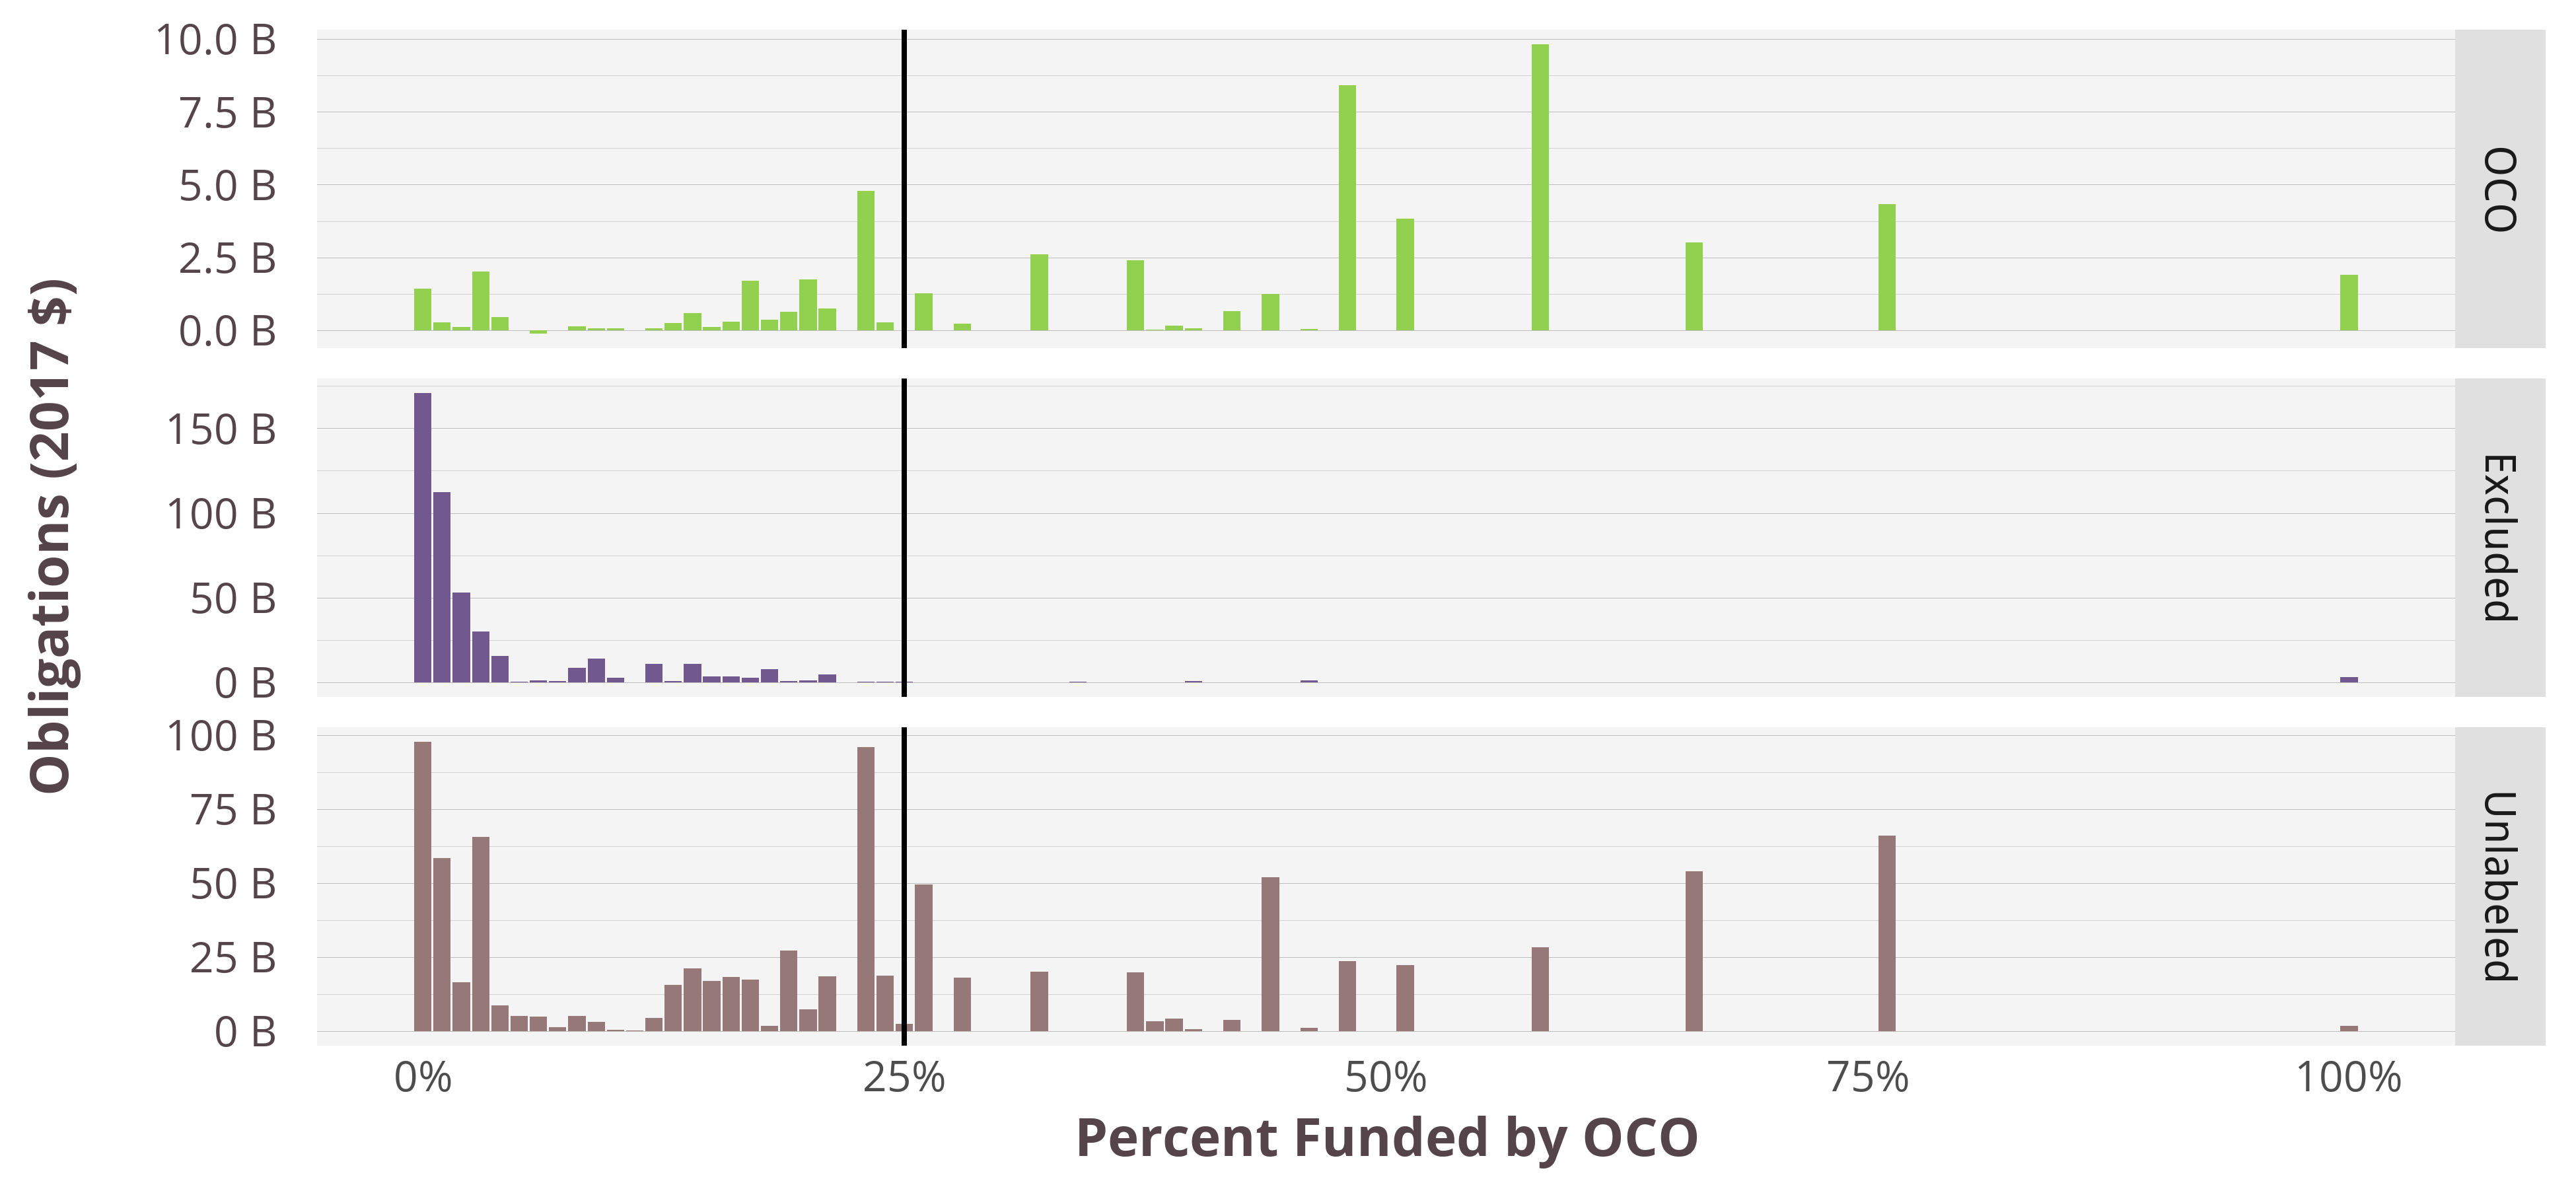 Obligations (2017 $)
10.0 B
7.5 B
5.0 B
2.5 B
0.0 B
OCO
150 B
100 B
50 B
0 B
Excluded
100 B
75 B
50 B
25 B
0 B
Unlabeled
0% 25% 50% 75% 100%
Percent Funded by OCO